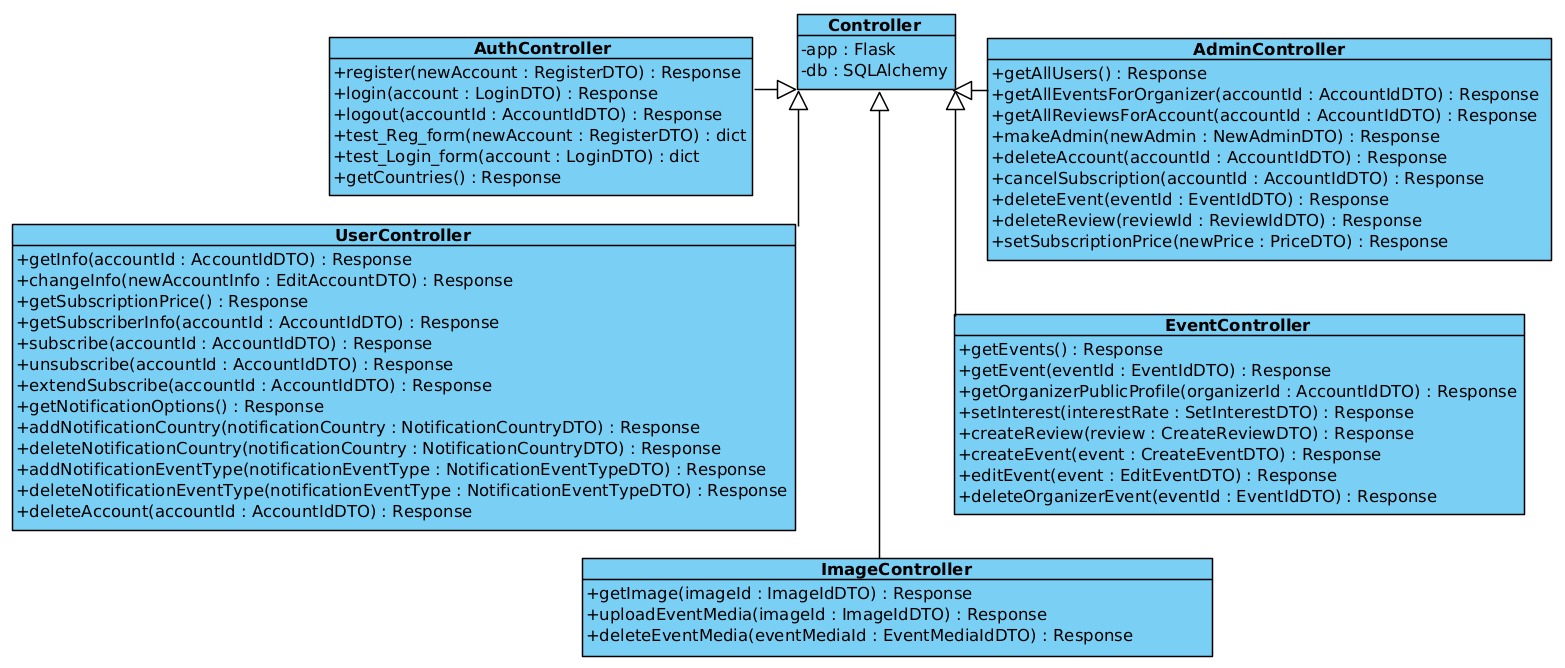 Controller
-app : Flask
-db : SQLAlchemy
AuthController
+register(newAccount : RegisterDTO) : Response
+login(account : LoginDTO) : Response
+logout(accountId : AccountIdDTO) : Response
+test_Reg_form(newAccount : RegisterDTO) : dict
+test_Login_form(account : LoginDTO) : dict
+getCountries() : Response
AdminController
+getAllUsers() : Response
+getAllEventsForOrganizer(accountId : AccountIdDTO) : Response
+getAllReviewsForAccount(accountId : AccountIdDTO) : Response
+makeAdmin(newAdmin : NewAdminDTO) : Response
+deleteAccount(accountId : AccountIdDTO) : Response
+cancelSubscription(accountId : AccountIdDTO) : Response
+deleteEvent(eventId : EventIdDTO) : Response
+deleteReview(reviewId : ReviewIdDTO) : Response
+setSubscriptionPrice(newPrice : PriceDTO) : Response
UserController
+getInfo(accountId : AccountIdDTO) : Response
+changeInfo(newAccountInfo : EditAccountDTO) : Response
+getSubscriptionPrice() : Response
+getSubscriberInfo(accountId : AccountIdDTO) : Response
+subscribe(accountId : AccountIdDTO) : Response
+unsubscribe(accountId : AccountIdDTO) : Response
+extendSubscribe(accountId : AccountIdDTO) : Response
+getNotificationOptions() : Response
+addNotificationCountry(notificationCountry : NotificationCountryDTO) : Response
+deleteNotificationCountry(notificationCountry : NotificationCountryDTO) : Response
+addNotificationEventType(notificationEventType : NotificationEventTypeDTO) : Response
+deleteNotificationEventType(notificationEventType : NotificationEventTypeDTO) : Response
+deleteAccount(accountId : AccountIdDTO) : Response
EventController
+getEvents() : Response
+getEvent(eventId : EventIdDTO) : Response
+getOrganizerPublicProfile(organizerId : AccountIdDTO) : Response
+setInterest(interestRate : SetInterestDTO) : Response
+createReview(review : CreateReviewDTO) : Response
+createEvent(event : CreateEventDTO) : Response
+editEvent(event : EditEventDTO) : Response
+deleteOrganizerEvent(eventId : EventIdDTO) : Response
ImageController
+getImage(imageId : ImageIdDTO) : Response
+uploadEventMedia(imageId : ImageIdDTO) : Response
+deleteEventMedia(eventMediaId : EventMediaIdDTO) : Response